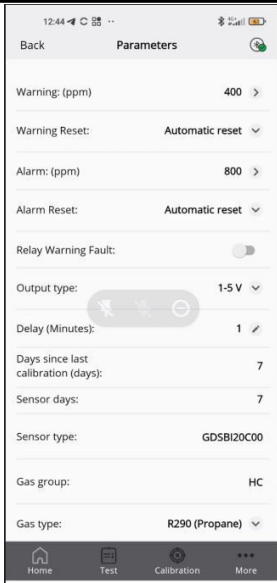 12:44
Back Parameters
Warning: (ppm) 400 >
Warning Reset: Automatic reset
Alarm: (ppm) 800 >
Alarm Reset: Automatic reset
Relay Warning Fault:
Output type: 1-5 V
Delay (Minutes): 1
Days since last
calibration (days): 7
Sensor days: 7
Sensor type: GDSBI20C00
Gas group: HC
Gas type: R290 (Propane)
Home Test Calibration More